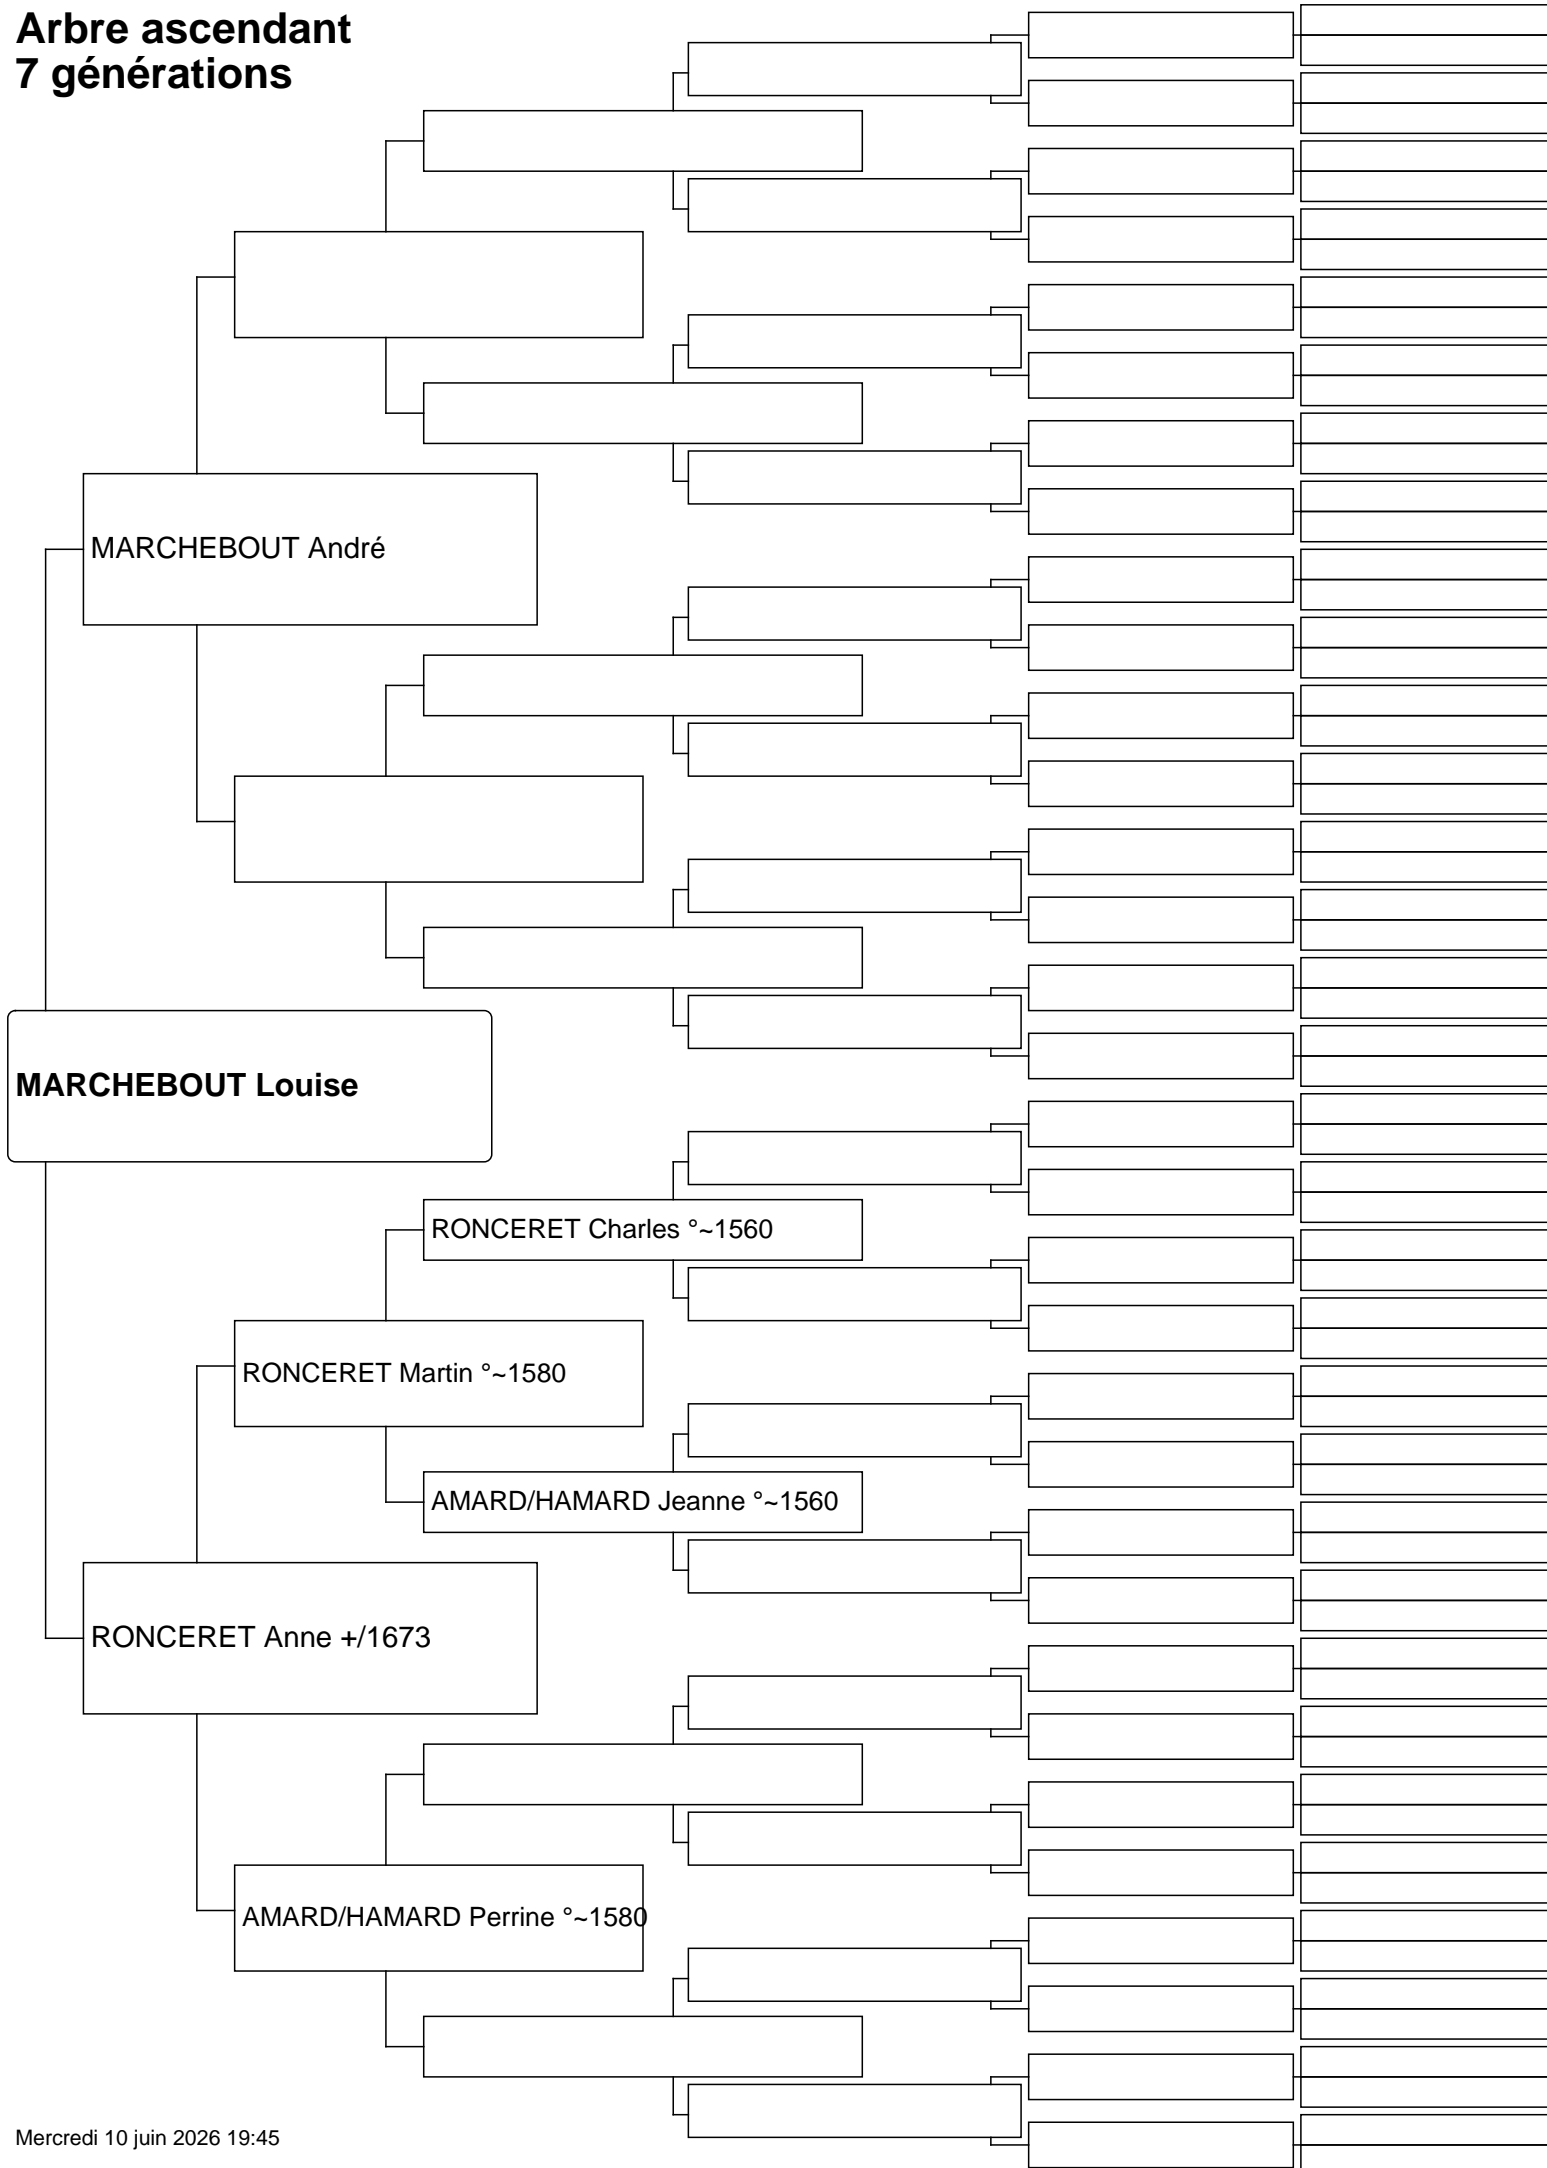 Arbre ascendant
7 générations
MARCHEBOUT André
MARCHEBOUT Louise
RONCERET Charles °~1560
RONCERET Martin °~1580
AMARD/HAMARD Jeanne °~1560
RONCERET Anne +/1673
AMARD/HAMARD Perrine °~1580
Mercredi 10 juin 2026 19:45